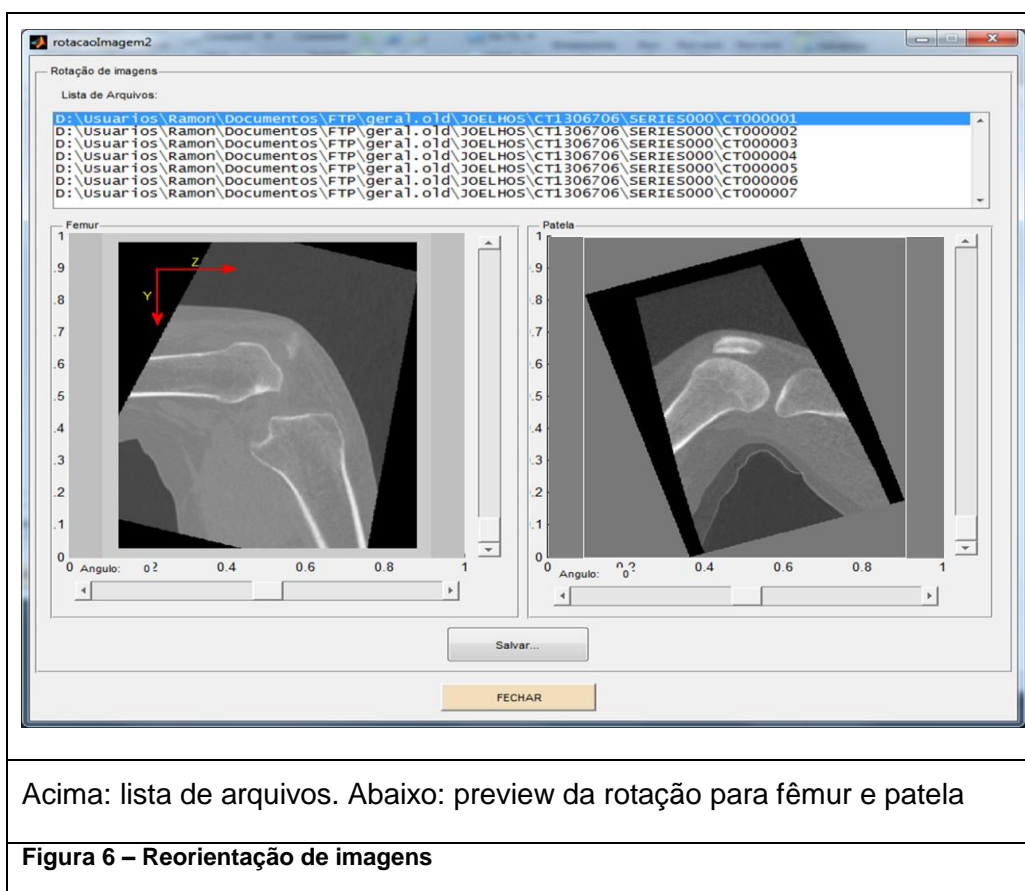 rotacaoImagem2
Rotação de imagens
Lista de Arquivos:
D:\Usuarios\Ramon\Documentos\FTP\geral.old\JOELHOS\CT1306706\SERIES000\CT000001
D:\Usuarios\Ramon\Documentos\FTP\geral.old\JOELHOS\CT1306706\SERIES000\CT000002
D:\Usuarios\Ramon\Documentos\FTP\geral.old\JOELHOS\CT1306706\SERIES000\CT000003
D:\Usuarios\Ramon\Documentos\FTP\geral.old\JOELHOS\CT1306706\SERIES000\CT000004
D:\Usuarios\Ramon\Documentos\FTP\geral.old\JOELHOS\CT1306706\SERIES000\CT000005
D:\Usuarios\Ramon\Documentos\FTP\geral.old\JOELHOS\CT1306706\SERIES000\CT000006
D:\Usuarios\Ramon\Documentos\FTP\geral.old\JOELHOS\CT1306706\SERIES000\CT000007
Femur
1
.9
.8
.7
.6
.5
.4
.3
.2
.1
0
Z
Y
0 0.4 0.6 0.8 1
Angulo: 0
Patela
1
.9
.8
.7
.6
.5
.4
.3
.2
.1
0
0 0.4 0.6 0.8 1
Angulo: 0
Salvar...
FECHAR
Acima: lista de arquivos. Abaixo: preview da rotação para fêmur e patela
Figura 6 – Reorientação de imagens